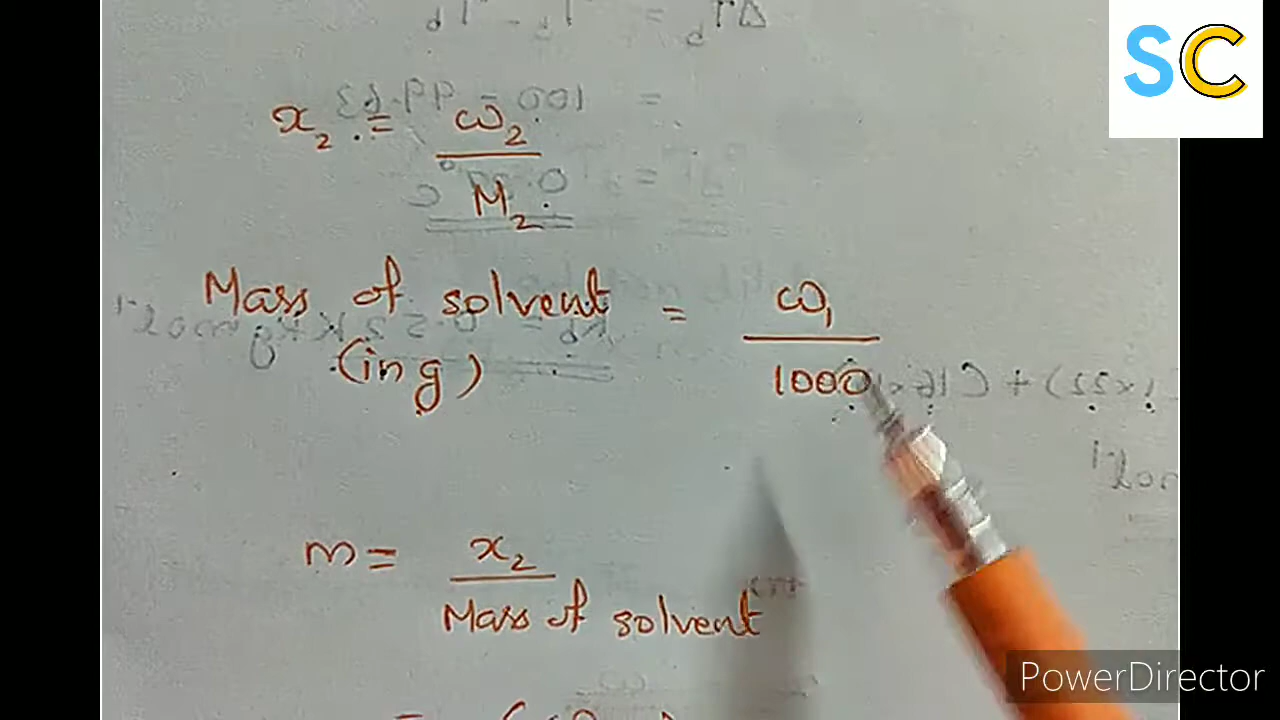 SC
x₂ = ω₂ / M₂
Mass of solvent = ω₁ / 1000
(in g)
m = x₂ / Mass of solvent
PowerDirector